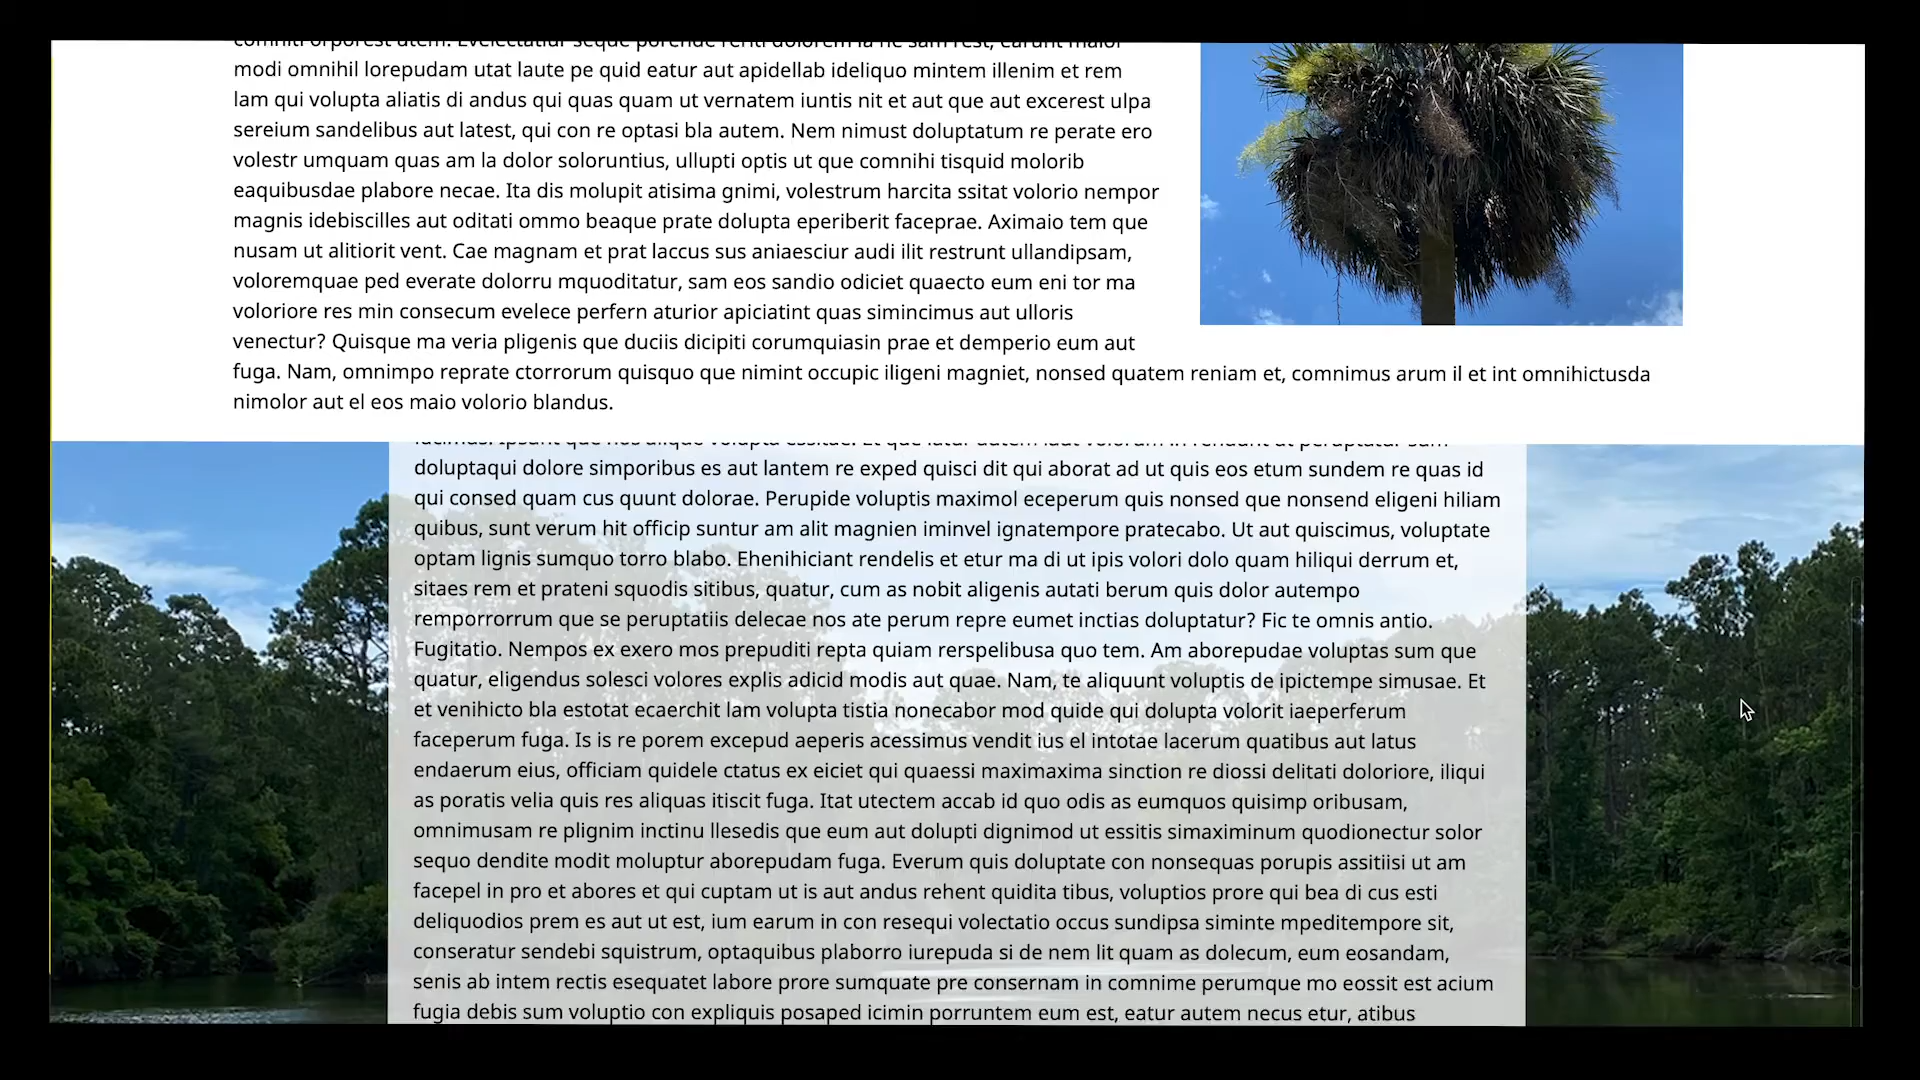 modi omnihil lorepudam utat laute pe quid eatur aut apidellab ideliquo mintem illenim et rem
lam qui volupta aliatis di andus qui quas quam ut vernatem iuntis nit et aut que aut excerest ulpa
sereium sandelibus aut latest, qui con re optasi bla autem. Nem nimust doluptatum re perate ero
volestr umquam quas am la dolor soloruntius, ullupti optis ut que comnihi tisquid molorib
eaquibusdae plabore necae. Ita dis molupit atisima gnimi, volestrum harcita ssitat volorio nempor
magnis idebiscilles aut oditati ommo beaque prate dolupta eperiberit faceprae. Aximaio tem que
nusam ut alitiorit vent. Cae magnam et prat laccus sus aniaesciur audi ilit restrunt ullandipsam,
voloremquae ped everate dolorru mquoditatur, sam eos sandio odiciet quaecto eum eni tor ma
voloriore res min consecum evelece perfern aturior apiciatint quas simincimus aut ulloris
venectur? Quisque ma veria pligenis que duciis dicipiti corumquiasin prae et demperio eum aut
fuga. Nam, omnimpo reprate ctorrorum quisquo que nimint occupic iligeni magniet, nonsed quatem reniam et, comnimus arum il et int omnihictusda
nimolor aut el eos maio volorio blandus.
doluptaqui dolore simporibus es aut lantem re exped quisci dit qui aborat ad ut quis eos etum sundem re quas id
qui consed quam cus quunt dolorae. Perupide voluptis maximol eceperum quis nonsed que nonsend eligeni hiliam
quibus, sunt verum hit officip suntur am alit magnien iminvel ignatempore pratecabo. Ut aut quiscimus, voluptate
optam lignis sumquo torro blabo. Ehenihiciant rendelis et etur ma di ut ipis volori dolo quam hiliqui derrum et,
sitaes rem et prateni squodis sitibus, quatur, cum as nobit aligenis autati berum quis dolor autempo
remporrorrum que se peruptatiis delecae nos ate perum repre eumet inctias doluptatur? Fic te omnis antio.
Fugitatio. Nempos ex exero mos prepuditi repta quiam rerspelibusa quo tem. Am aborepudae voluptas sum que
quatur, eligendus solesci volores explis adicid modis aut quae. Nam, te aliquunt voluptis de ipictempe simusae. Et
et venihicto bla estotat ecaerchit lam volupta tistia nonecabor mod quide qui dolupta volorit iaeperferum
faceperum fuga. Is is re porem excepud aeperis acessimus vendit ius el intotae lacerum quatibus aut latus
endaerum eius, officiam quidele ctatus ex eiciet qui quaessi maximaxima sinction re diossi delitati doloriore, iliqui
as poratis velia quis res aliquas itiscit fuga. Itat utectem accab id quo odis as eumquos quisimp oribusam,
omnimusam re plignim inctinu llesedis que eum aut dolupti dignimod ut essitis simaximinum quodionectur solor
sequo dendite modit moluptur aborepudam fuga. Everum quis doluptate con nonsequas porupis assitiisi ut am
facepel in pro et abores et qui cuptam ut is aut andus rehent quidita tibus, voluptios prore qui bea di cus esti
deliquodios prem es aut ut est, ium earum in con resequi volectatio occus sundipsa siminte mpeditempore sit,
conseratur sendebi squistrum, optaquibus plaborro iurepuda si de nem lit quam as dolecum, eum eosandam,
senis ab intem rectis esequatet labore prore sumquate pre consernam in comnime perumque mo eossit est acium
fugia debis sum voluptio con expliquis posaped icimin porruntem eum est, eatur autem necus etur, atibus